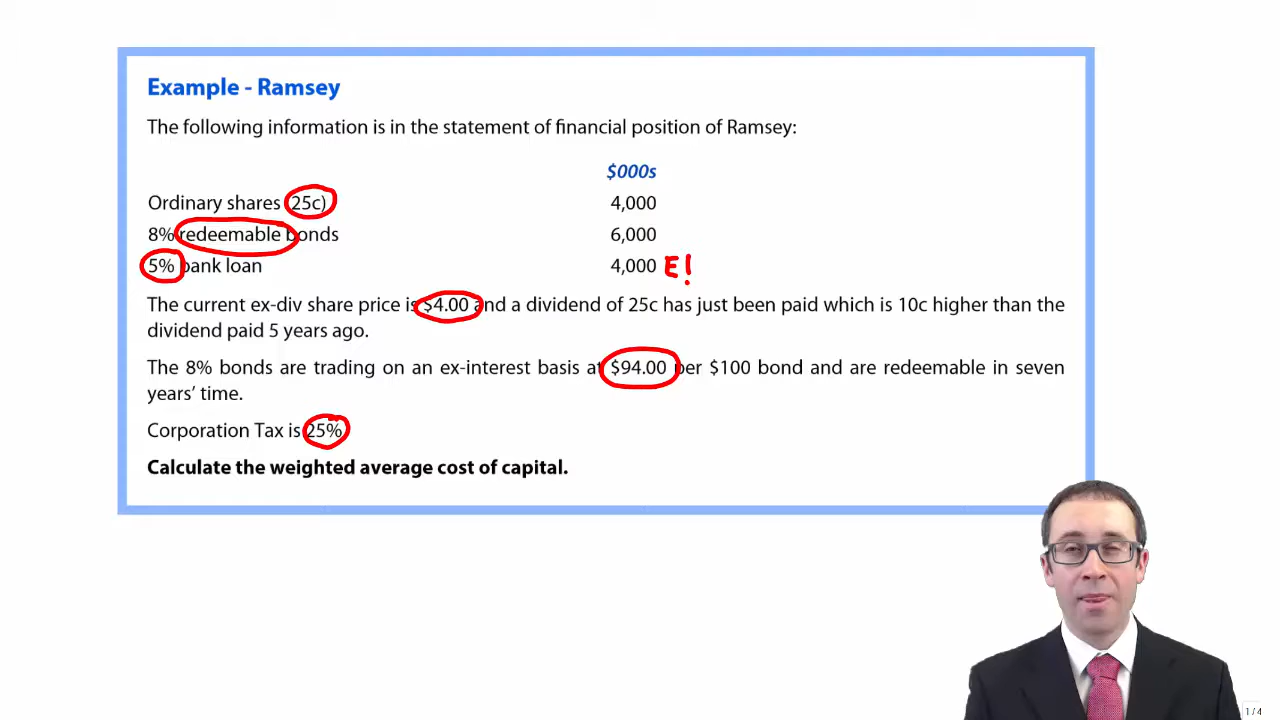 Example - Ramsey
The following information is in the statement of financial position of Ramsey:
$000s
Ordinary shares (25c) 4,000
8% redeemable bonds 6,000
5% bank loan 4,000 E!
The current ex-div share price is $4.00 and a dividend of 25c has just been paid which is 10c higher than the
dividend paid 5 years ago.
The 8% bonds are trading on an ex-interest basis at $94.00 per $100 bond and are redeemable in seven
years' time.
Corporation Tax is 25%
Calculate the weighted average cost of capital.
1 / 4